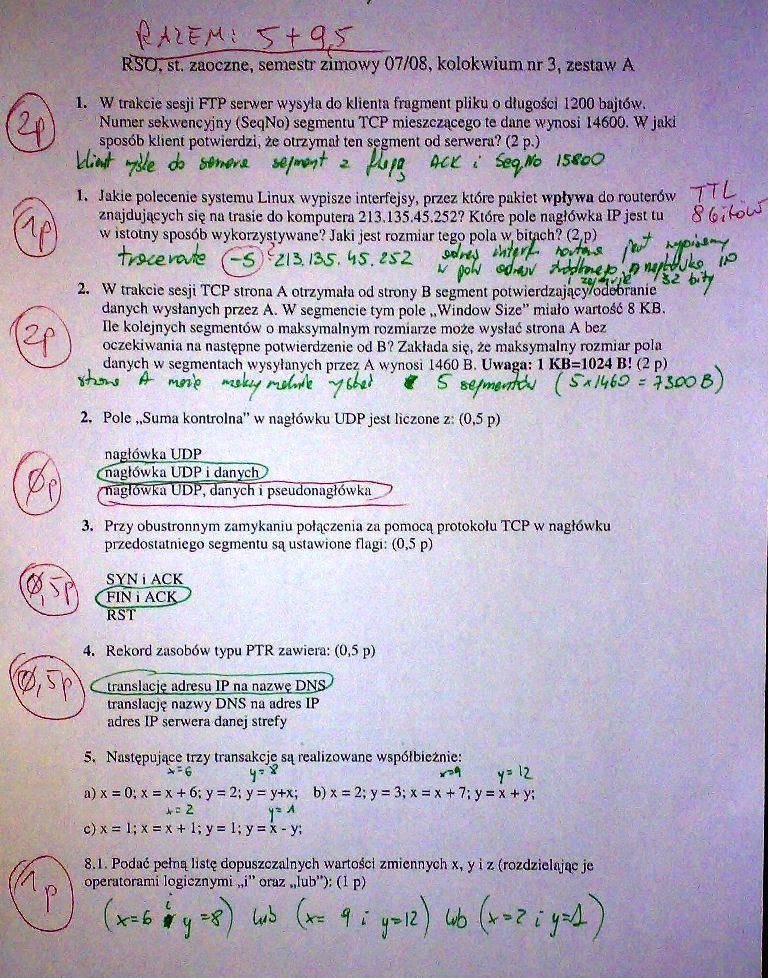 RAZEM: 5+9,5
RSO, st. zaoczne, semestr zimowy 07/08, kolokwium nr 3, zestaw A
2p
1. W trakcie sesji FTP serwer wysyła do klienta fragment pliku o długości 1200 bajtów.
Numer sekwencyjny (SeqNo) segmentu TCP mieszczącego te dane wynosi 14600. W jaki
sposób klient potwierdzi, że otrzymał ten segment od serwera? (2 p.)
klient wyśle do serwera segment z flagą ACK i SeqNo 15800
1p
1. Jakie polecenie systemu Linux wypisze interfejsy, przez które pakiet wpływa do routerów
znajdujących się na trasie do komputera 213.135.45.252? Które pole nagłówka IP jest tu
w istotny sposób wykorzystywane? Jaki jest rozmiar tego pola w bitach? (2 p)
TTL
8 bitów
traceroute -S ? 213.135.45.252
adres interf. routera jest wypisany
w polu adresu źródłowego nagłówka IP
i zajmuje 32 bity
2p
2. W trakcie sesji TCP strona A otrzymała od strony B segment potwierdzający odebranie
danych wysłanych przez A. W segmencie tym pole „Window Size” miało wartość 8 KB.
Ile kolejnych segmentów o maksymalnym rozmiarze może wysłać strona A bez
oczekiwania na następne potwierdzenie od B? Zakłada się, że maksymalny rozmiar pola
danych w segmentach wysyłanych przez A wynosi 1460 B. Uwaga: 1 KB=1024 B! (2 p)
strona A może maksymalnie wysłać 5 segmentów (5x1460 = 7300 B)
2. Pole „Suma kontrolna” w nagłówku UDP jest liczone z: (0,5 p)
0p
nagłówka UDP
nagłówka UDP i danych
nagłówka UDP, danych i pseudonagłówka
3. Przy obustronnym zamykaniu połączenia za pomocą protokołu TCP w nagłówku
przedostatniego segmentu są ustawione flagi: (0,5 p)
0,5p
SYN i ACK
FIN i ACK
RST
4. Rekord zasobów typu PTR zawiera: (0,5 p)
0,5p
translację adresu IP na nazwę DNS
translację nazwy DNS na adres IP
adres IP serwera danej strefy
5. Następujące trzy transakcje są realizowane współbieżnie:
x=6 y=8 x=9 y=12
a) x = 0; x = x + 6; y = 2; y = y+x; b) x = 2; y = 3; x = x + 7; y = x + y;
x=2 y=1
c) x = 1; x = x + 1; y = 1; y = x - y;
1p
8.1. Podać pełną listę dopuszczalnych wartości zmiennych x, y i z (rozdzielając je
operatorami logicznymi „i” oraz „lub”): (1 p)
(x=6 i y=8) lub (x=9 i y=12) lub (x=2 i y=1)